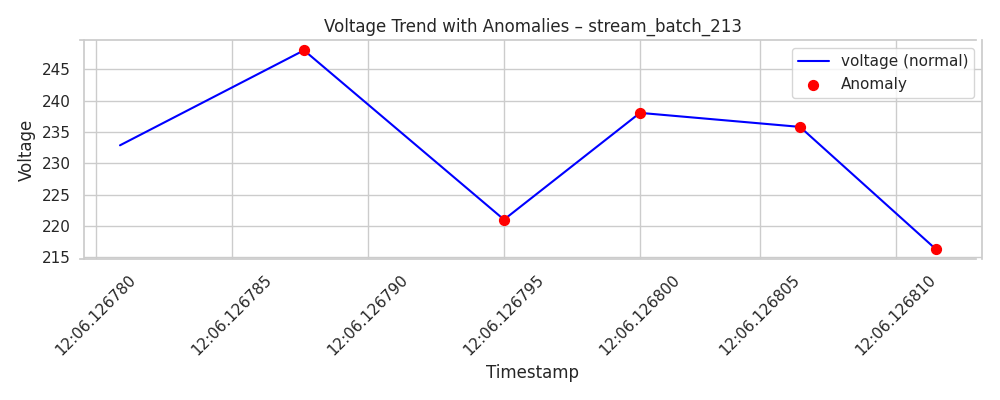 Voltage Trend with Anomalies – stream_batch_213
voltage (normal)
Anomaly
Voltage
245
240
235
230
225
220
215
12:06.126780
12:06.126785
12:06.126790
12:06.126795
12:06.126800
12:06.126805
12:06.126810
Timestamp